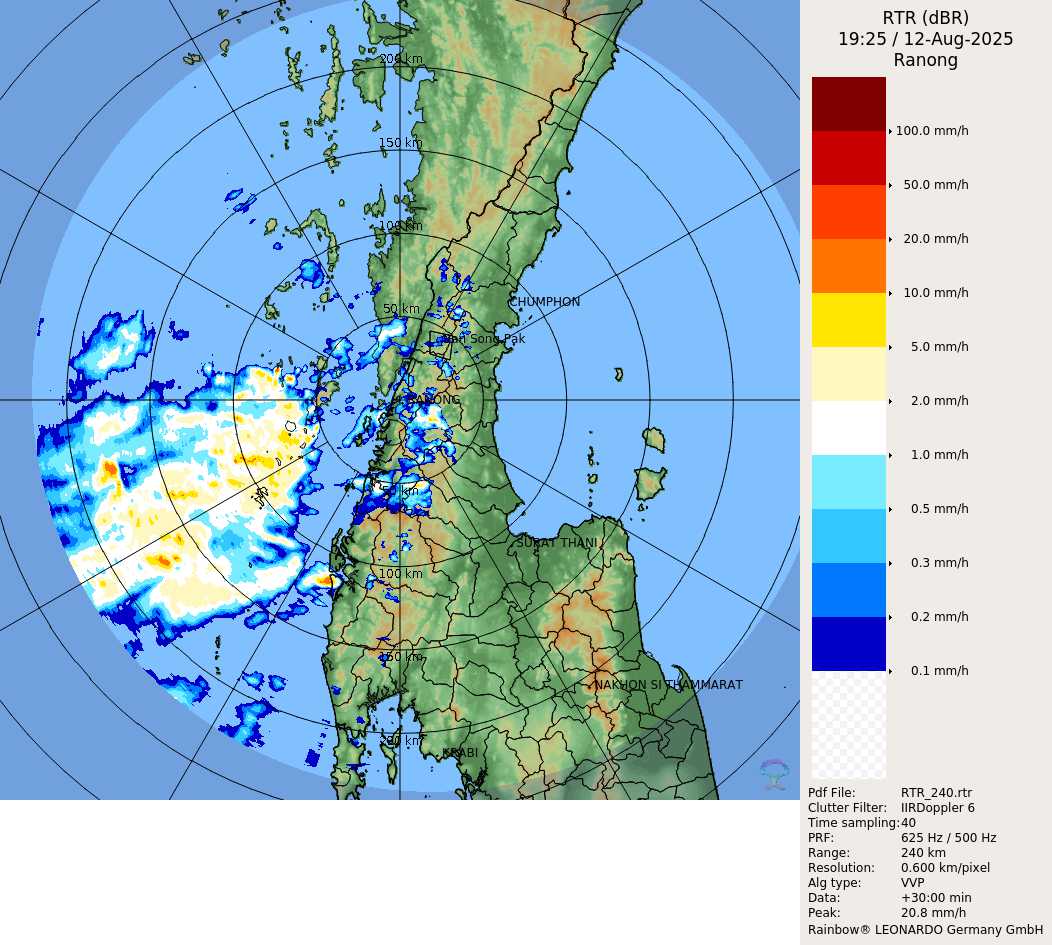 RTR (dBR)
19:25 / 12-Aug-2025
Ranong
100.0 mm/h
50.0 mm/h
20.0 mm/h
10.0 mm/h
5.0 mm/h
2.0 mm/h
1.0 mm/h
0.5 mm/h
0.3 mm/h
0.2 mm/h
0.1 mm/h
200 km
150 km
100 km
50 km
CHUMPHON
Ban Song Pak
RANONG
50 km
SURAT THANI
100 km
150 km
NAKHON SI THAMMARAT
200 km
KRABI
Pdf File: RTR_240.rtr
Clutter Filter: IIRDoppler 6
Time sampling: 40
PRF: 625 Hz / 500 Hz
Range: 240 km
Resolution: 0.600 km/pixel
Alg type: VVP
Data: +30:00 min
Peak: 20.8 mm/h
Rainbow® LEONARDO Germany GmbH